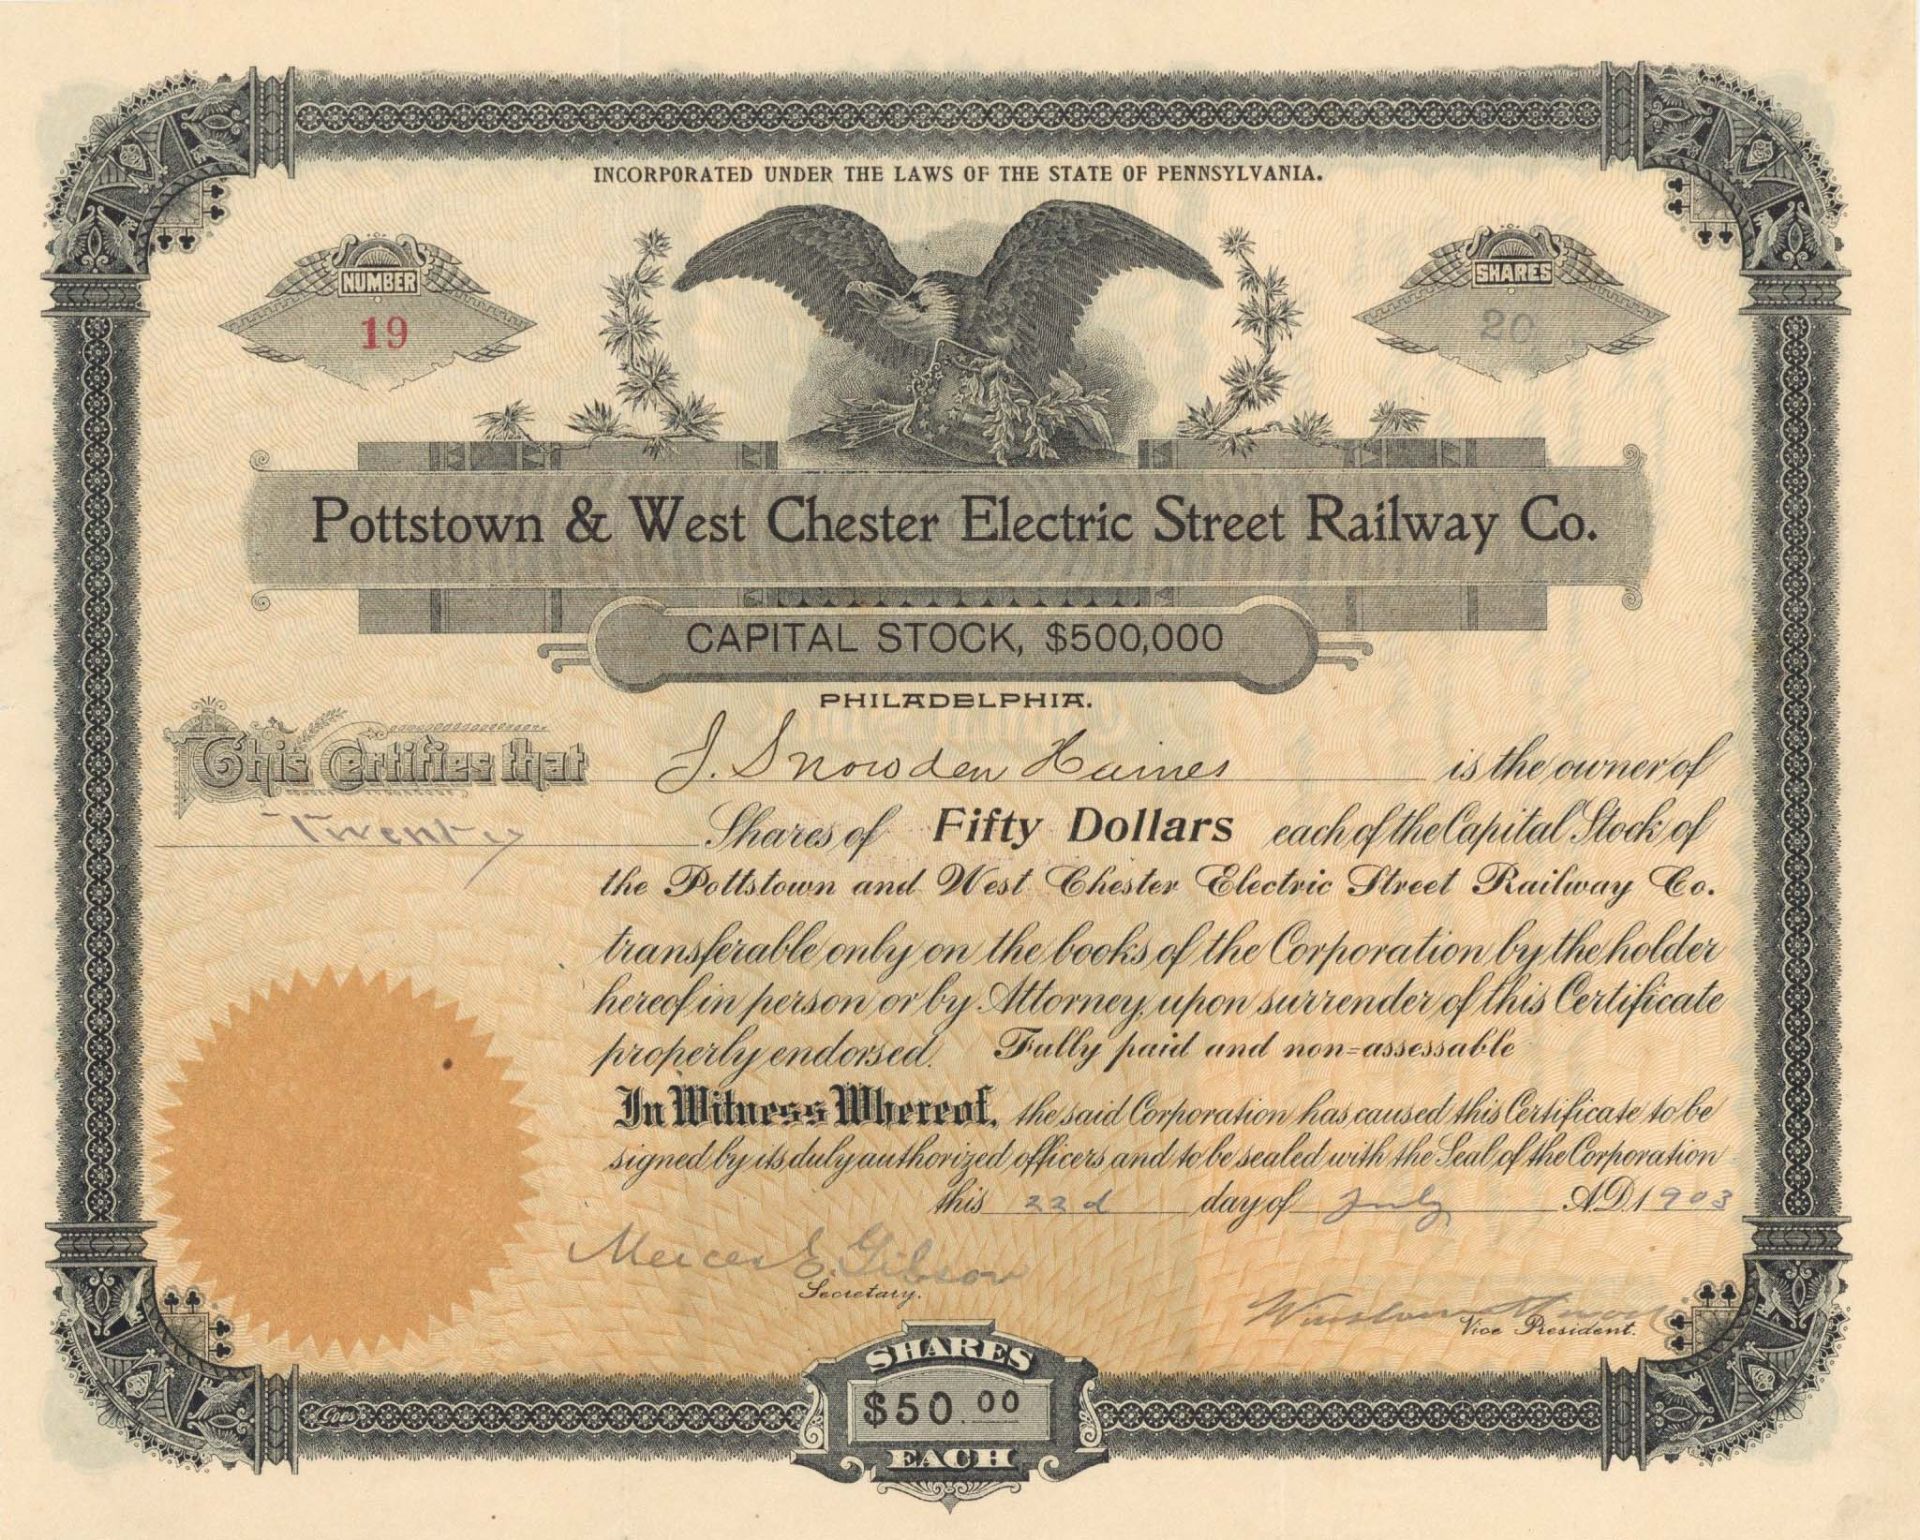 INCORPORATED UNDER THE LAWS OF THE STATE OF PENNSYLVANIA.
NUMBER
19
SHARES
20
Pottstown & West Chester Electric Street Railway Co.
CAPITAL STOCK, $500,000
PHILADELPHIA.
This Certifies that J. Snowden Haines is the owner of
Twenty Shares of Fifty Dollars each of the Capital Stock of
the Pottstown and West Chester Electric Street Railway Co.
transferable only on the books of the Corporation by the holder
hereof in person or by Attorney, upon surrender of this Certificate
properly endorsed. Fully paid and non=assessable
In Witness Whereof, the said Corporation has caused this Certificate to be
signed by its duly authorized officers and to be sealed with the Seal of the Corporation
this 22d day of July A.D. 1903
Mercer E. Gibson
Secretary.
Winslow
Vice President.
Goes
SHARES
$50.00
EACH